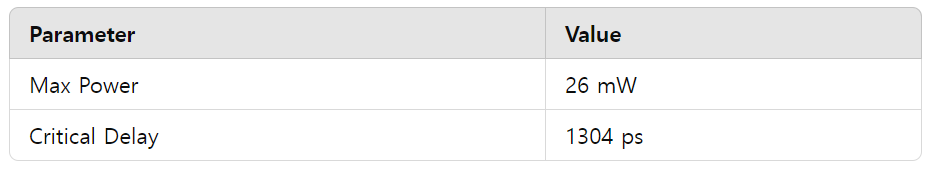 Parameter Value
Max Power 26 mW
Critical Delay 1304 ps